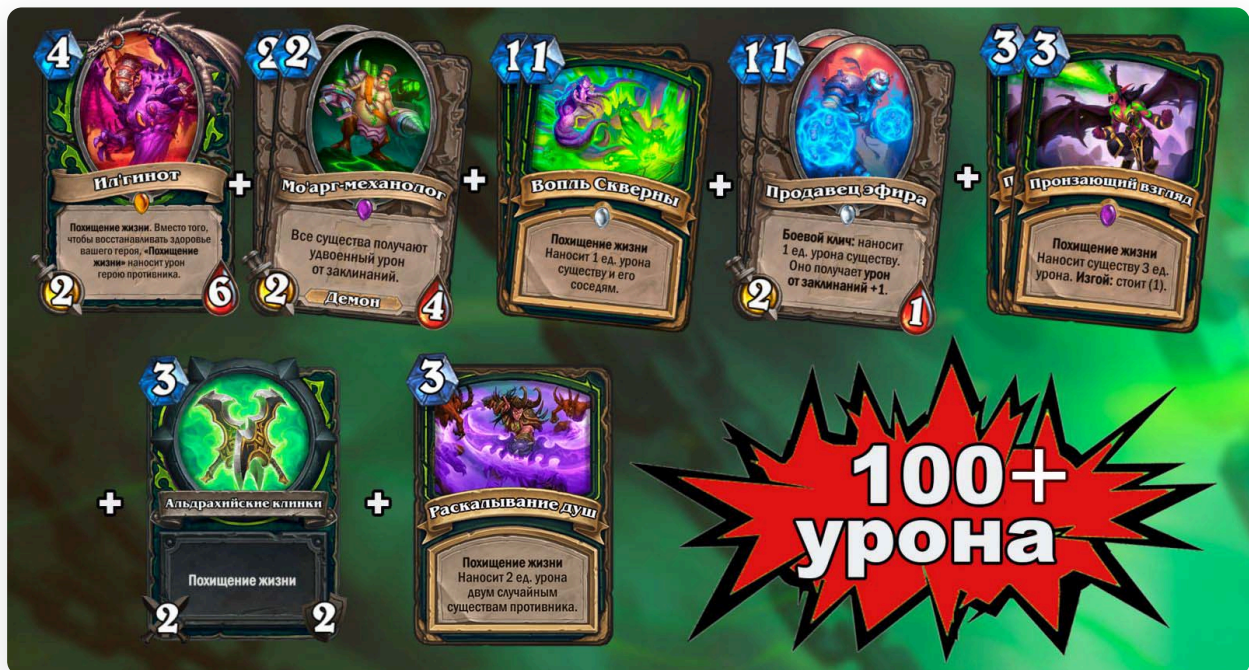 4
Ил'гинот
Похищение жизни. Вместо того,
чтобы восстанавливать здоровье
вашего героя, «Похищение
жизни» наносит урон
герою противника.
2
6
+
2 2
Мо'арг-механолог
Все существа получают
удвоенный урон
от заклинаний.
2
Демон
4
+
1 1
Вопль Скверны
Похищение жизни
Наносит 1 ед. урона
существу и его
соседям.
+
1 1
Продавец эфира
Боевой клич: наносит
1 ед. урона существу.
Оно получает урон
от заклинаний +1.
2
1
+
3 3
П
Пронзающий взгляд
Похищение жизни
Наносит существу 3 ед.
урона. Изгой: стоит (1).
+
3
Альдрахийские клинки
Похищение жизни
2
2
+
3
Раскалывание душ
Похищение жизни
Наносит 2 ед. урона
двум случайным
существам противника.
100+
урона